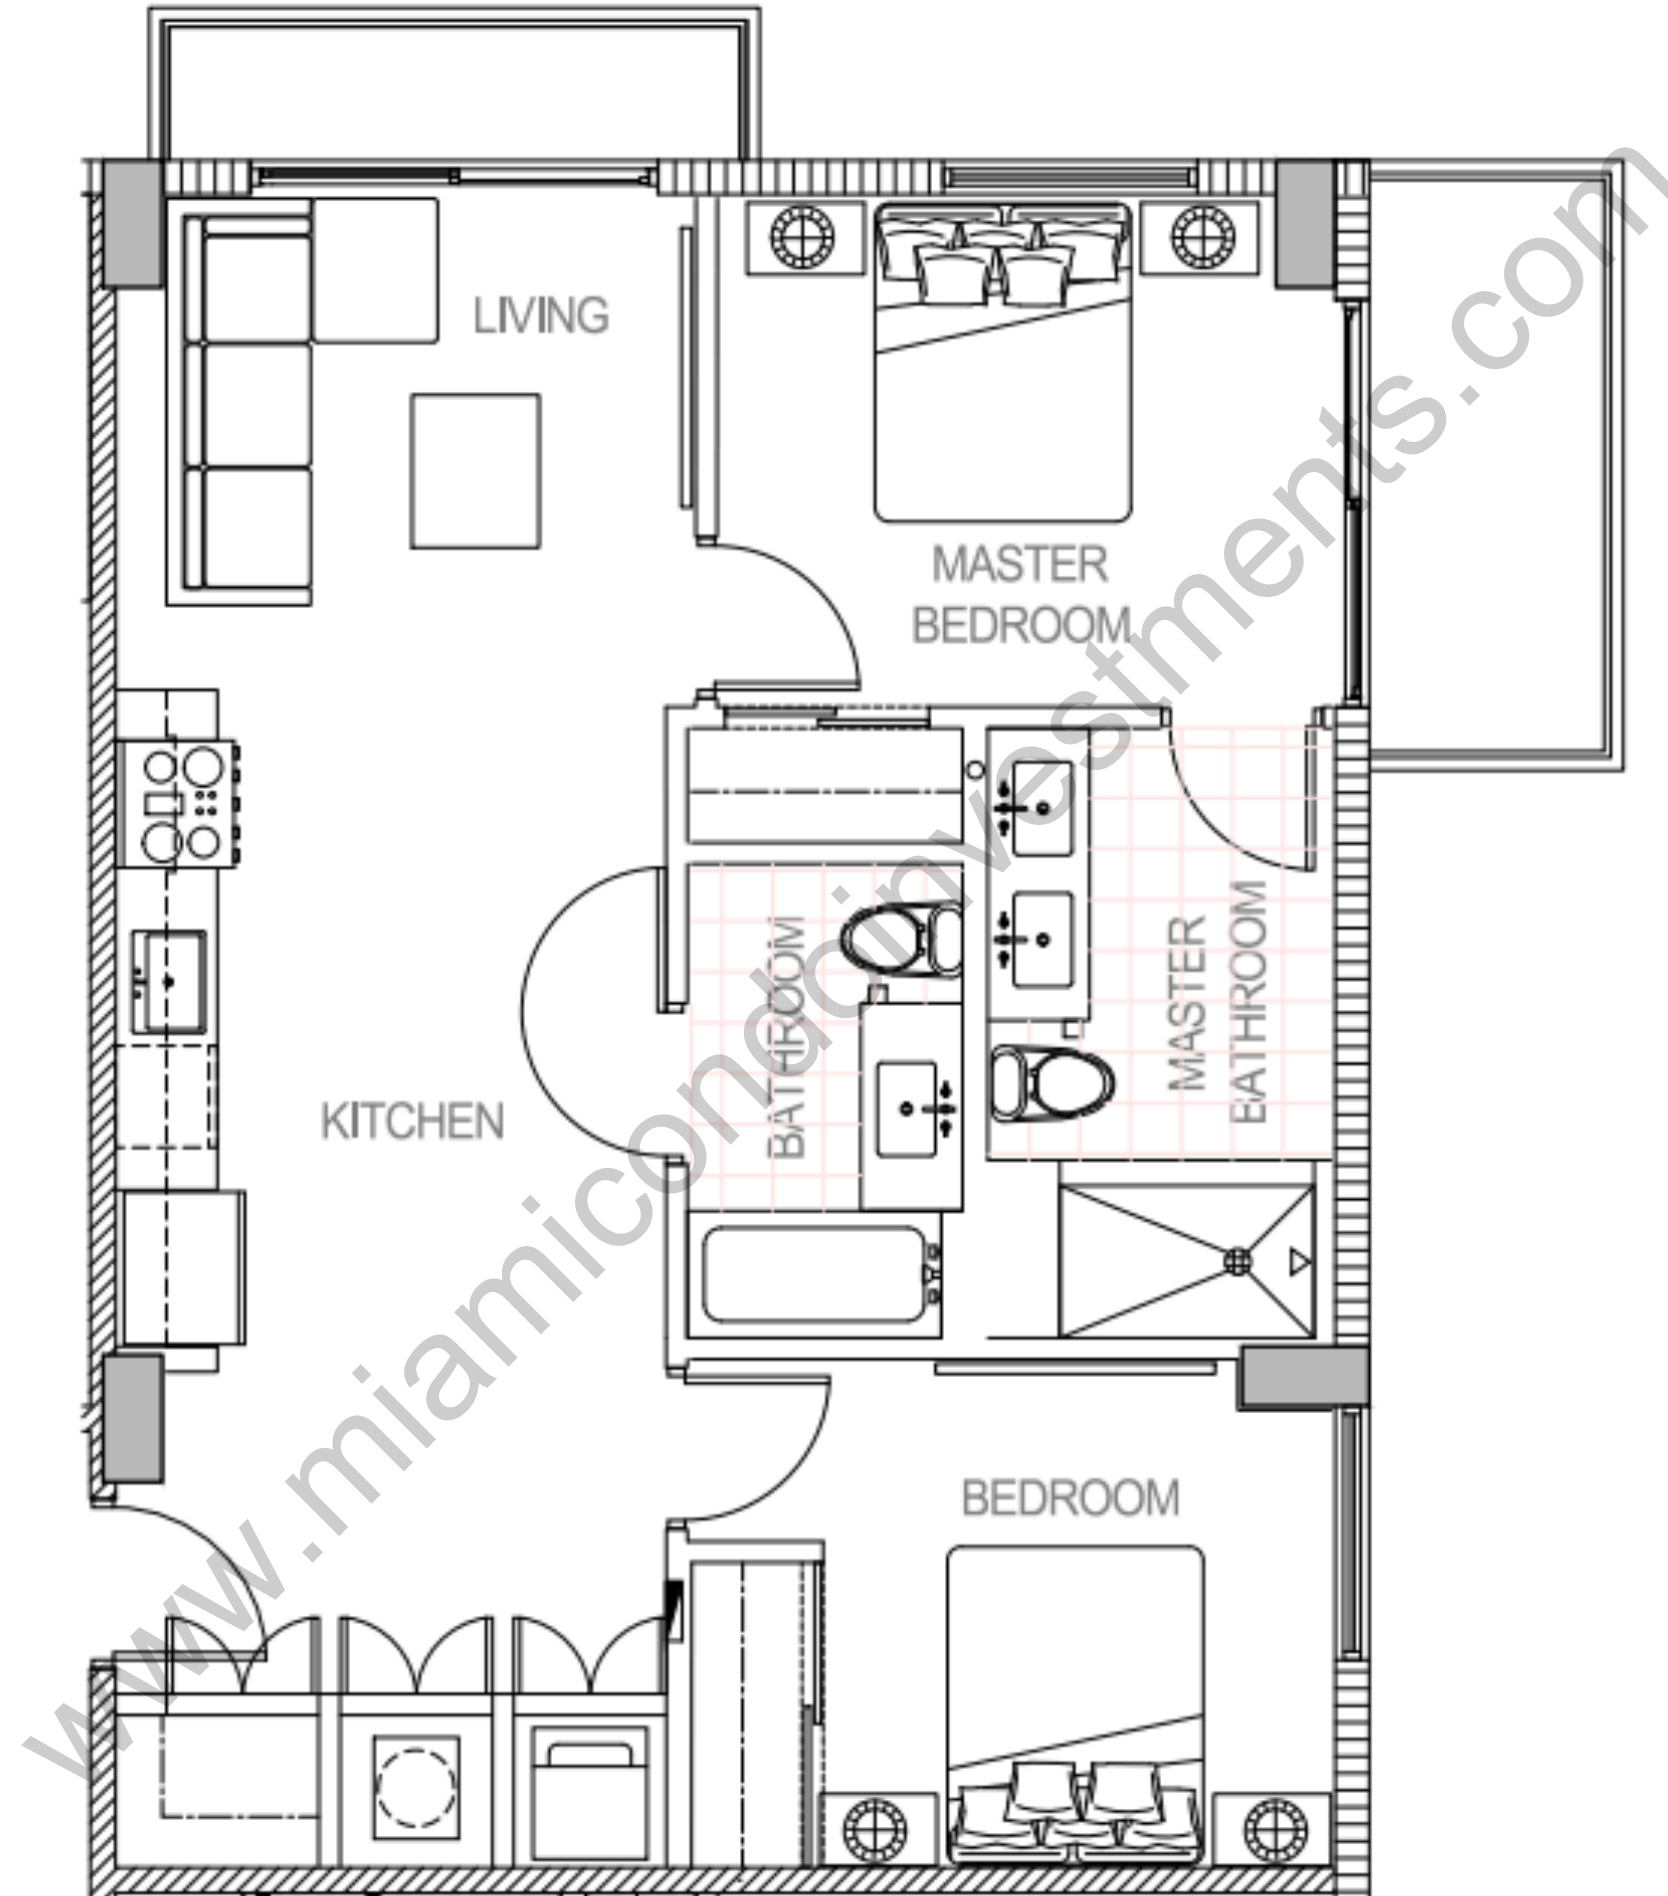 LIVING
MASTER
BEDROOM
MASTER
BATHROOM
BATHROOM
KITCHEN
BEDROOM
www.miamicondoinvestments.com